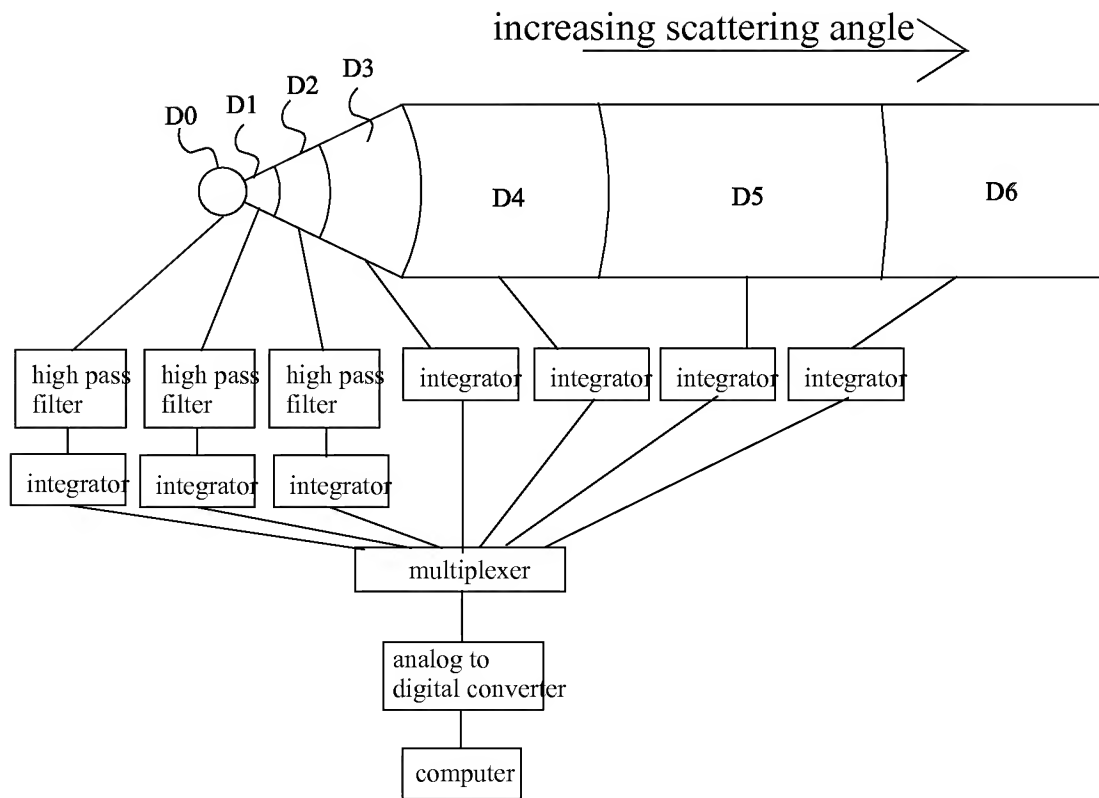 increasing scattering angle
D0
D1
D2
D3
D4
D5
D6
high pass
filter
high pass
filter
high pass
filter
integrator
integrator
integrator
integrator
integrator
integrator
integrator
multiplexer
analog to
digital converter
computer